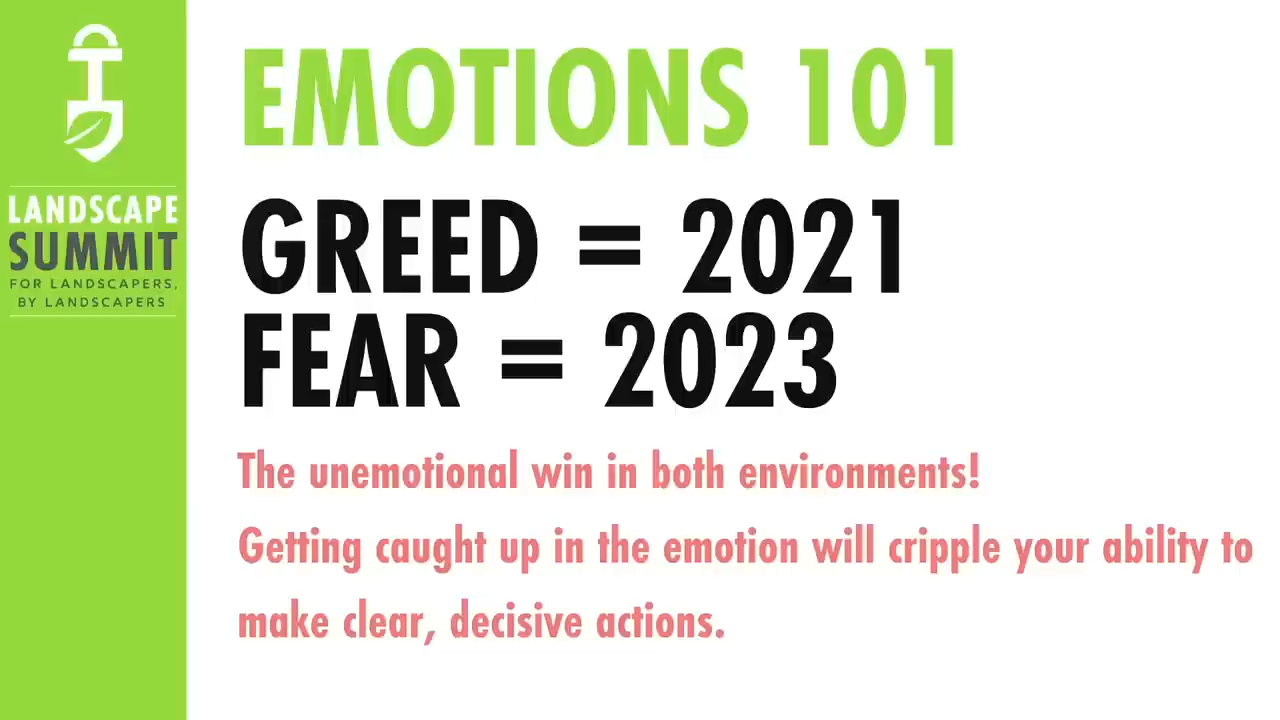 LANDSCAPE
SUMMIT
FOR LANDSCAPERS,
BY LANDSCAPERS
EMOTIONS 101
GREED = 2021
FEAR = 2023
The unemotional win in both environments!
Getting caught up in the emotion will cripple your ability to
make clear, decisive actions.